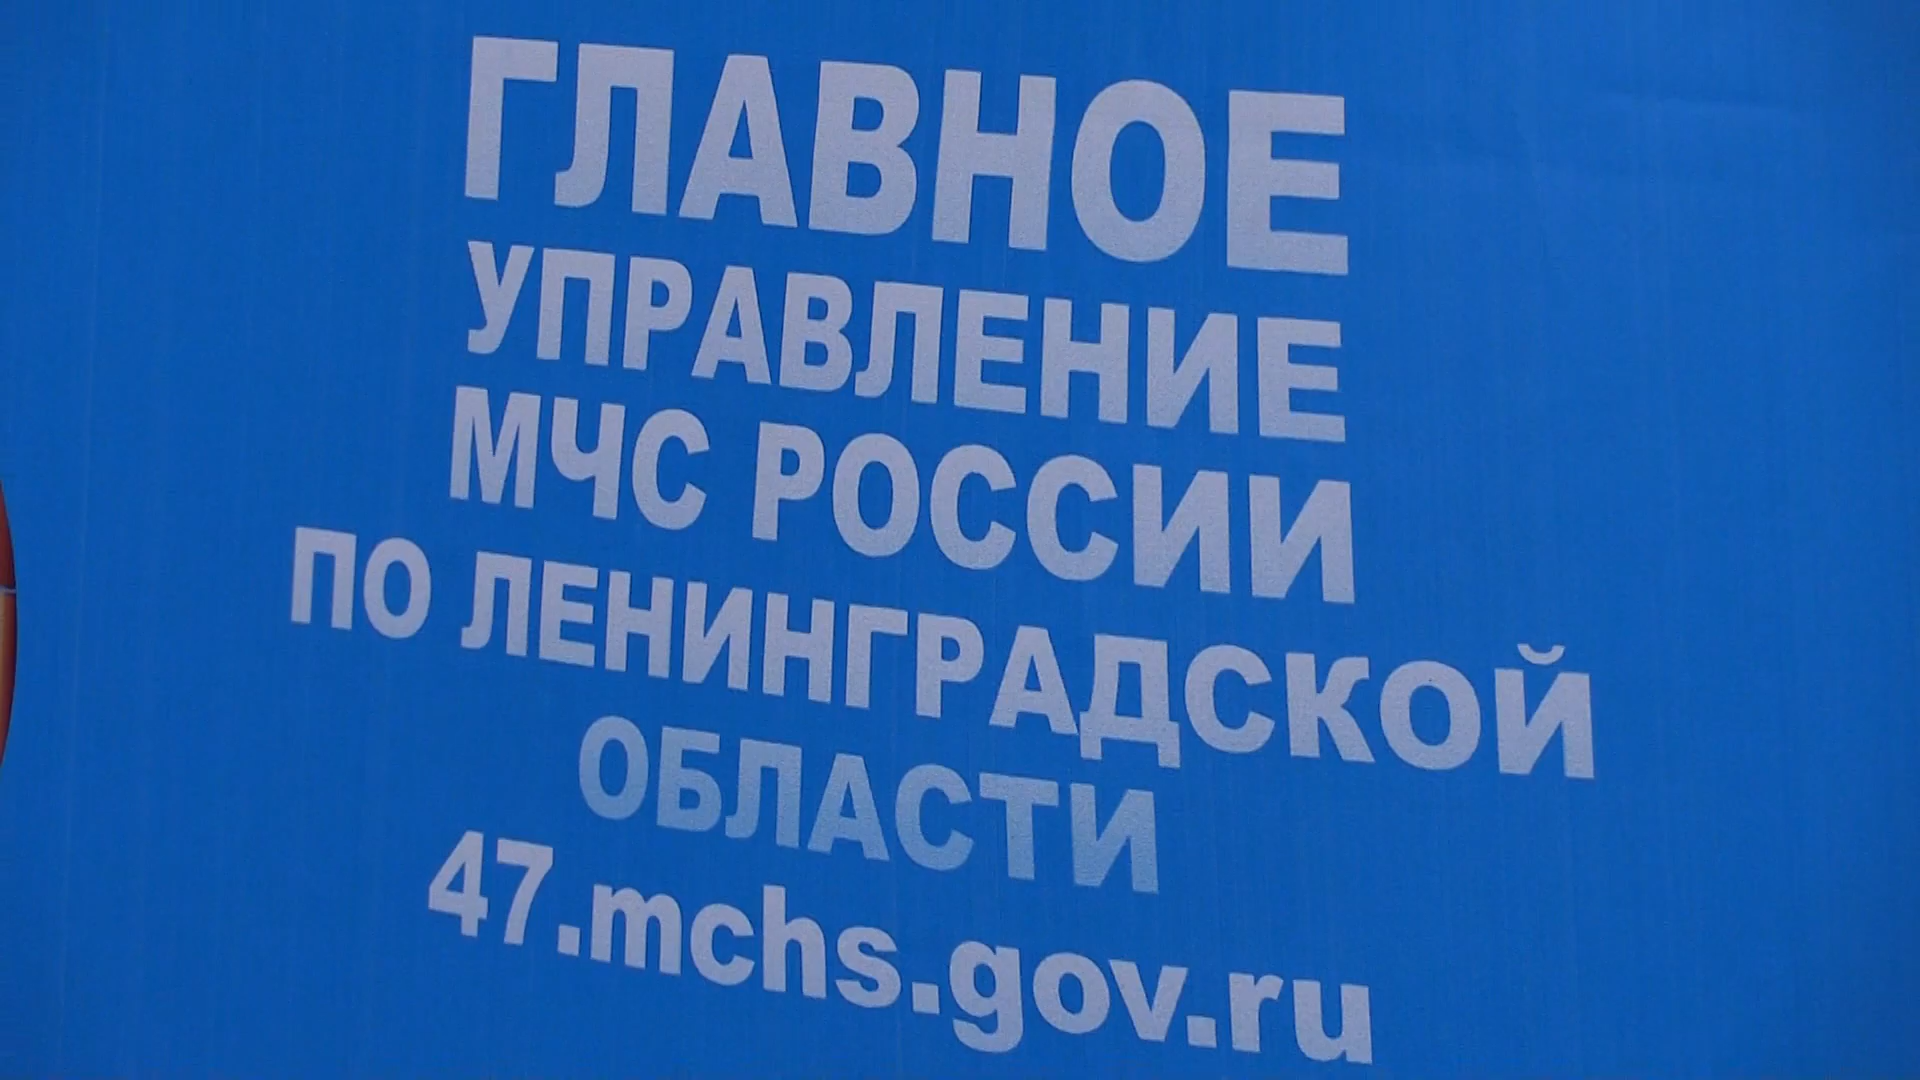 ГЛАВНОЕ
УПРАВЛЕНИЕ
МЧС РОССИИ
ПО ЛЕНИНГРАДСКОЙ
ОБЛАСТИ
47.mchs.gov.ru